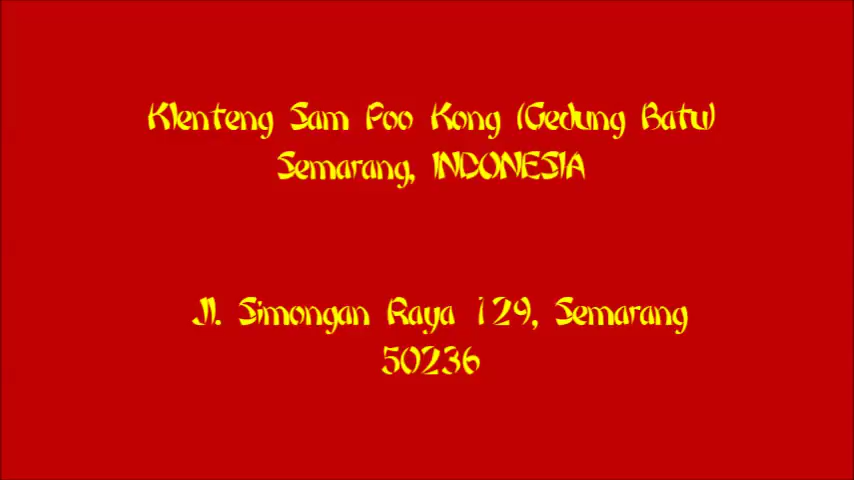 Klenteng Sam Poo Kong (Gedung Batu)
Semarang, INDONESIA
Jl. Simongan Raya 129, Semarang
50236